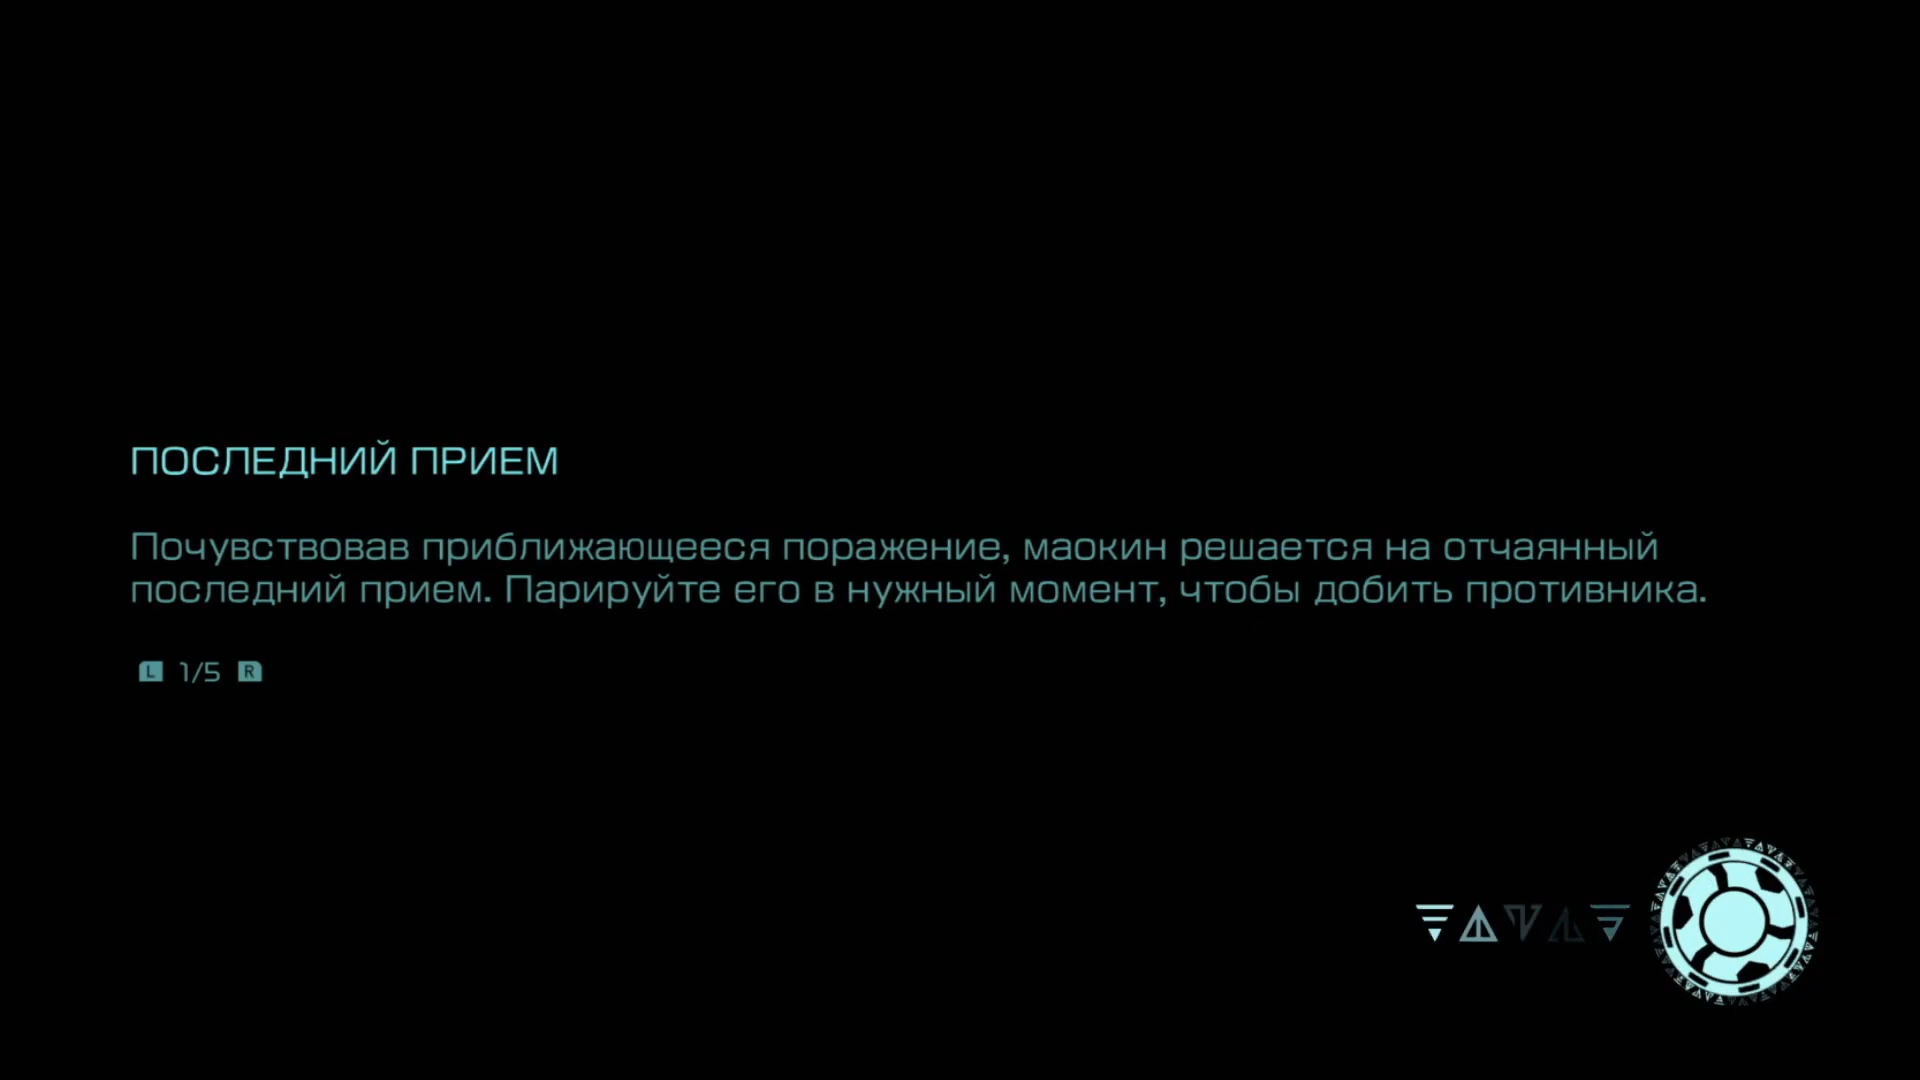 ПОСЛЕДНИЙ ПРИЕМ
Почувствовав приближающееся поражение, маокин решается на отчаянный
последний прием. Парируйте его в нужный момент, чтобы добить противника.
L 1/5 R